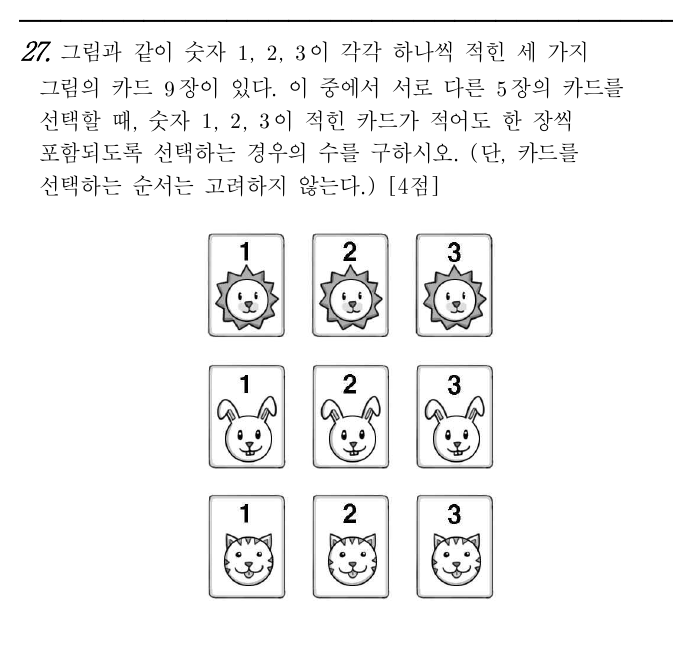 27. 그림과 같이 숫자 1, 2, 3이 각각 하나씩 적힌 세 가지
그림의 카드 9장이 있다. 이 중에서 서로 다른 5장의 카드를
선택할 때, 숫자 1, 2, 3이 적힌 카드가 적어도 한 장씩
포함되도록 선택하는 경우의 수를 구하시오. (단, 카드를
선택하는 순서는 고려하지 않는다.) [4점]
1 2 3
1 2 3
1 2 3